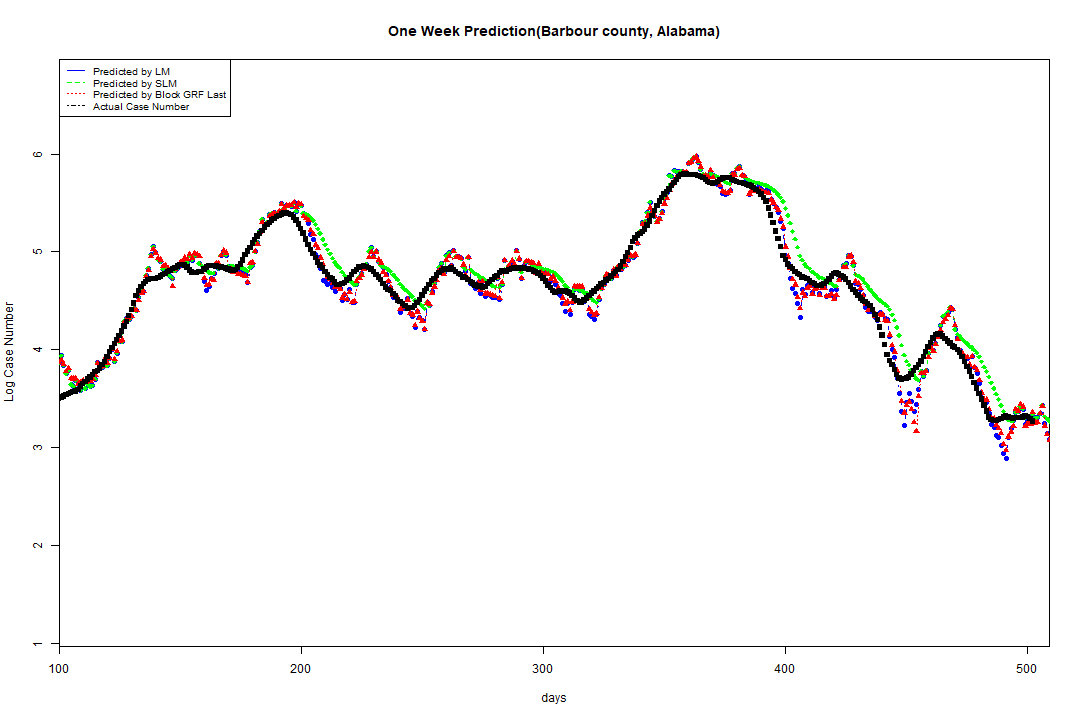 One Week Prediction(Barbour county, Alabama)
Predicted by LM
Predicted by SLM
Predicted by Block GRF Last
Actual Case Number
6
5
4
3
2
1
Log Case Number
100 200 300 400 500
days